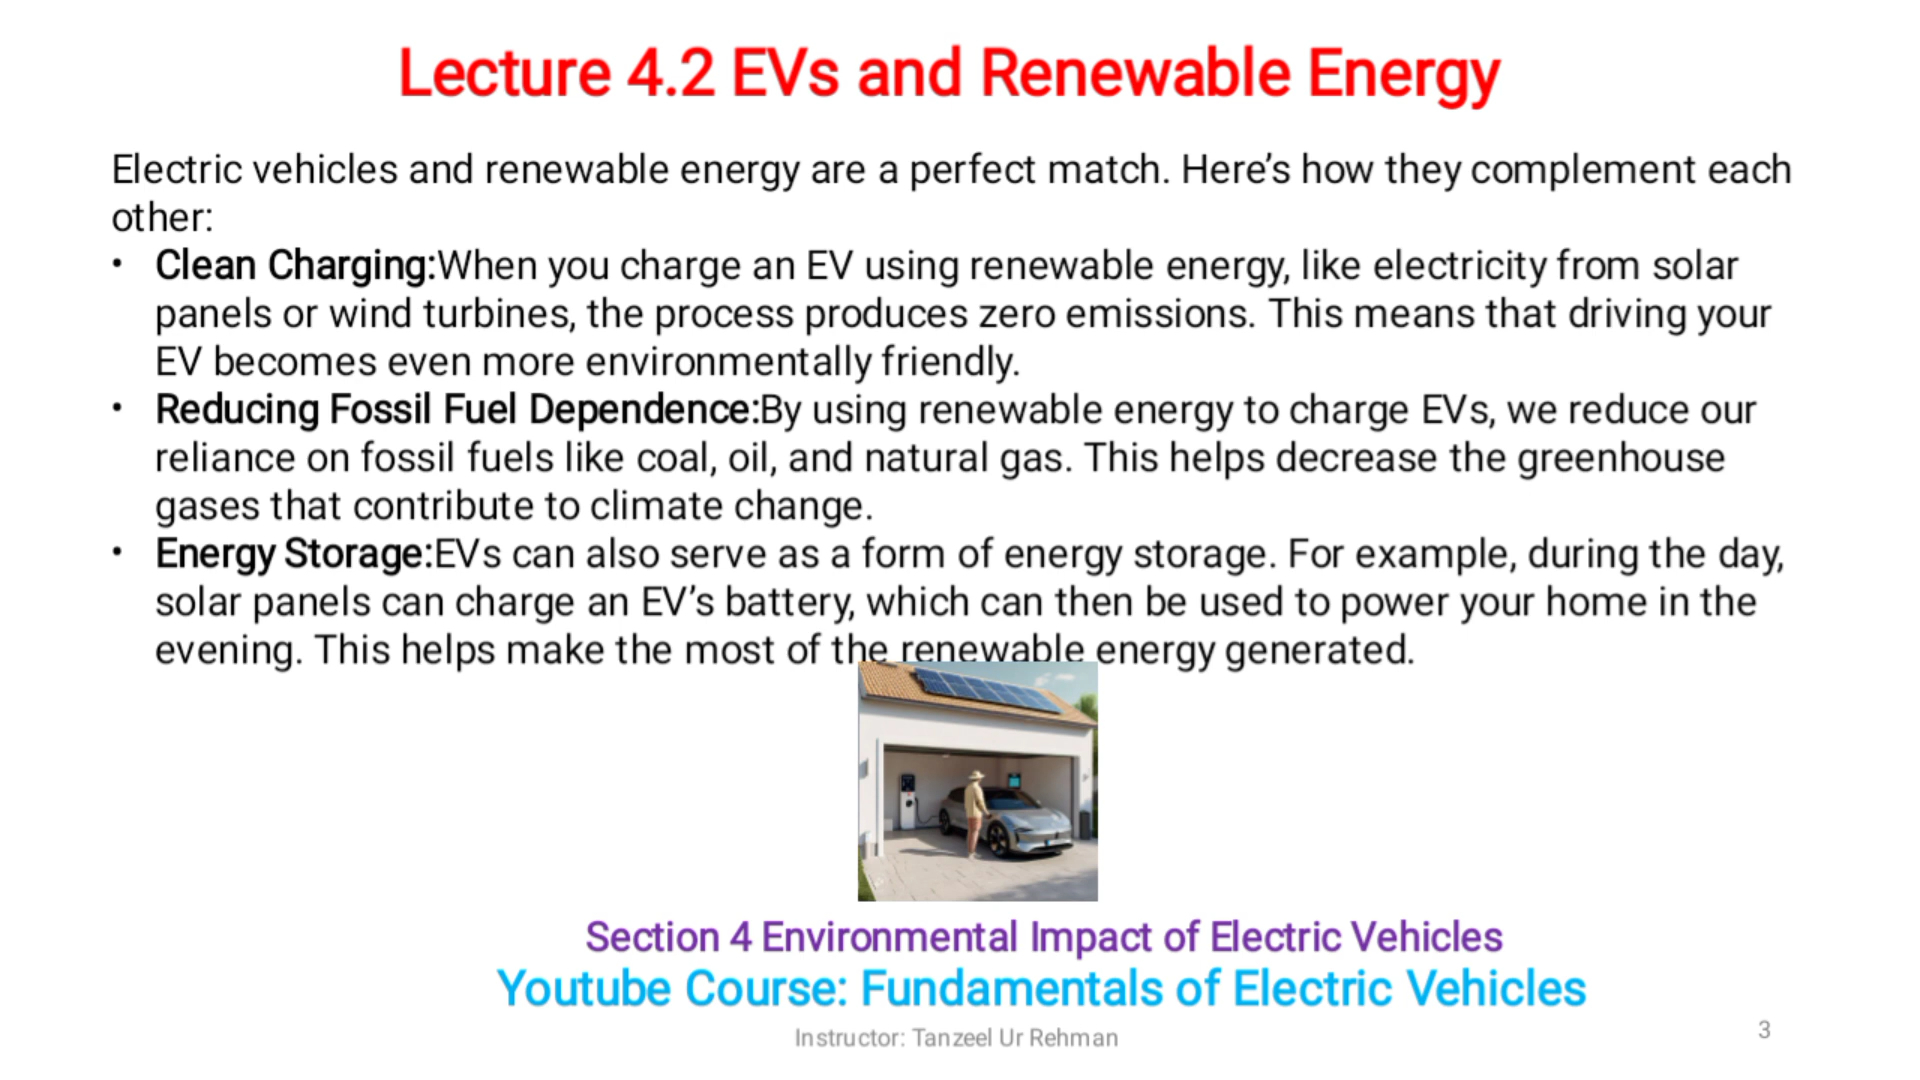 Lecture 4.2 EVs and Renewable Energy
Electric vehicles and renewable energy are a perfect match. Here’s how they complement each
other:
• Clean Charging:When you charge an EV using renewable energy, like electricity from solar
panels or wind turbines, the process produces zero emissions. This means that driving your
EV becomes even more environmentally friendly.
• Reducing Fossil Fuel Dependence:By using renewable energy to charge EVs, we reduce our
reliance on fossil fuels like coal, oil, and natural gas. This helps decrease the greenhouse
gases that contribute to climate change.
• Energy Storage:EVs can also serve as a form of energy storage. For example, during the day,
solar panels can charge an EV’s battery, which can then be used to power your home in the
evening. This helps make the most of the renewable energy generated.
Section 4 Environmental Impact of Electric Vehicles
Youtube Course: Fundamentals of Electric Vehicles
Instructor: Tanzeel Ur Rehman
3